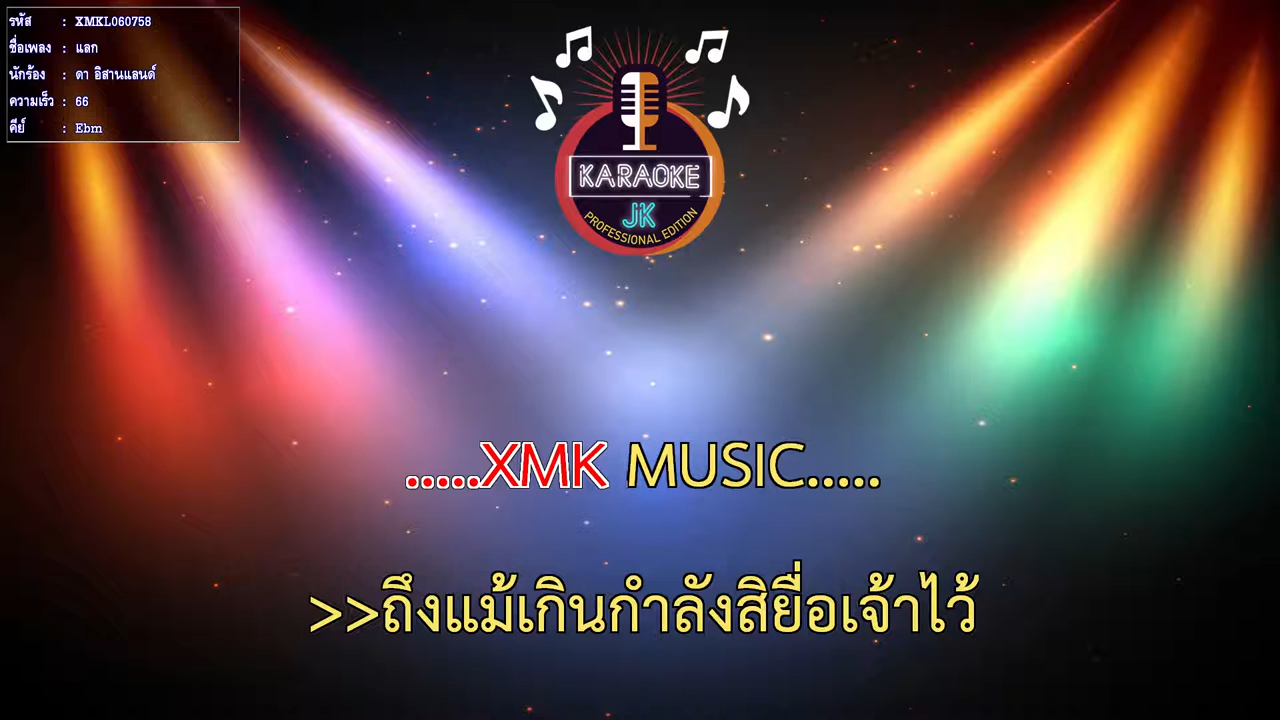 รหัส : XMKL060758
ชื่อเพลง : แลก
นักร้อง : ดา อิสานแลนด์
ความเร็ว : 66
คีย์ : Ebm
KARAOKE
JK
PROFESSIONAL EDITION
.....XMK MUSIC.....
>>ถึงแม้เกินกำลังสิยื่อเจ้าไว้